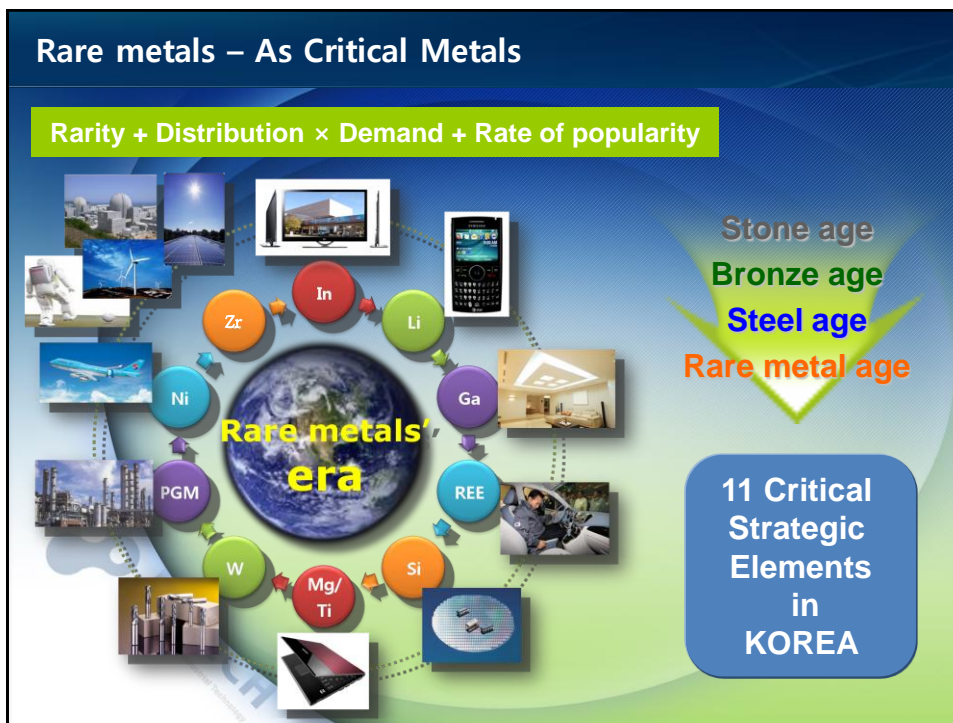 Rare metals – As Critical Metals
Rarity + Distribution × Demand + Rate of popularity
In
Li
Ga
REE
Si
Mg/
Ti
W
PGM
Ni
Zr
Rare metals’,
era
Stone age
Bronze age
Steel age
Rare metal age
11 Critical
Strategic
Elements
in
KOREA